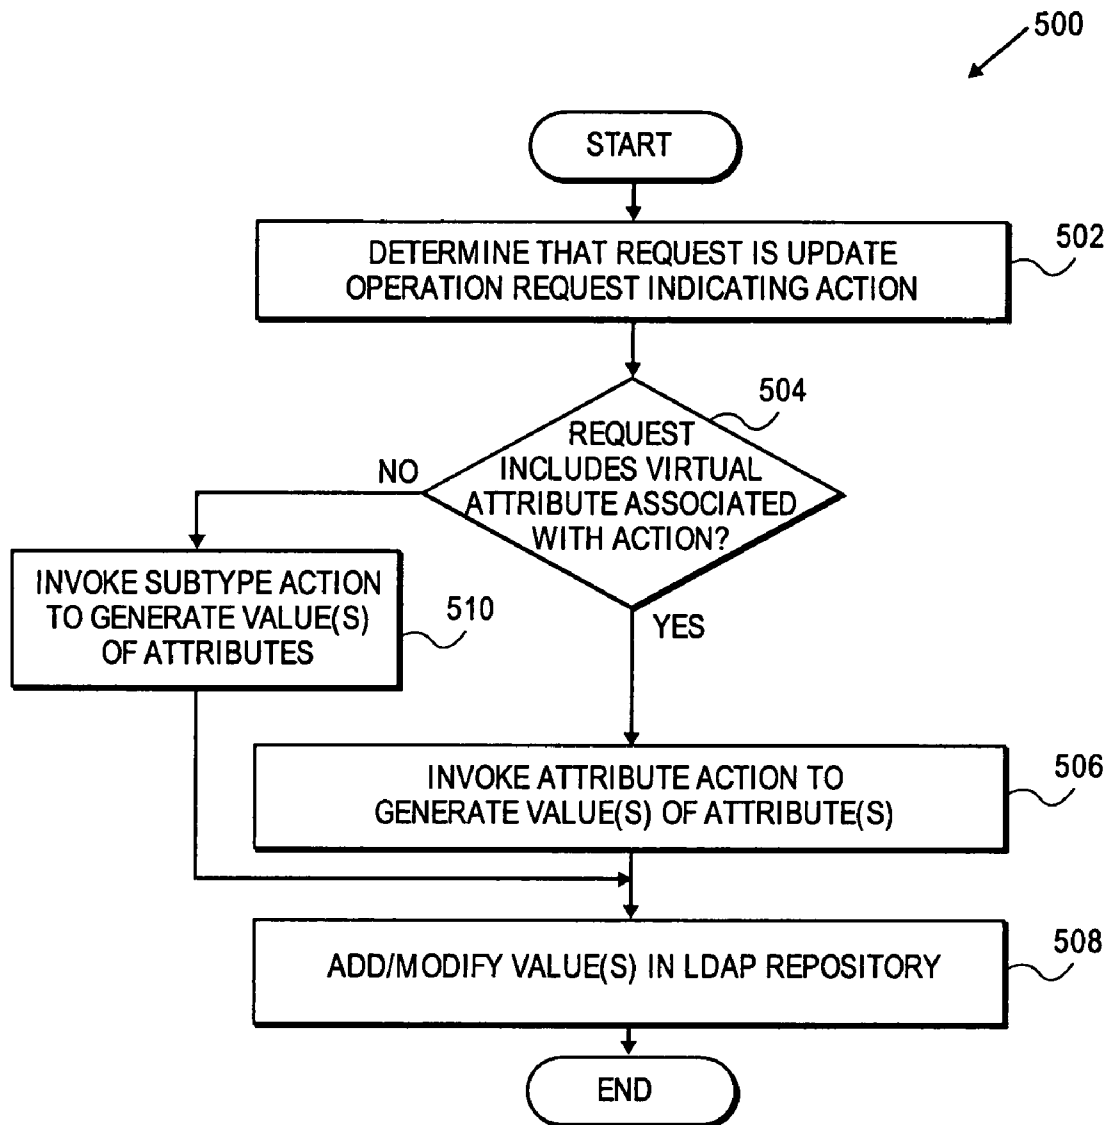 500
START
DETERMINE THAT REQUEST IS UPDATE
OPERATION REQUEST INDICATING ACTION
502
504
REQUEST
INCLUDES VIRTUAL
ATTRIBUTE ASSOCIATED
WITH ACTION?
NO
YES
INVOKE SUBTYPE ACTION
TO GENERATE VALUE(S)
OF ATTRIBUTES
510
INVOKE ATTRIBUTE ACTION TO
GENERATE VALUE(S) OF ATTRIBUTE(S)
506
ADD/MODIFY VALUE(S) IN LDAP REPOSITORY
508
END